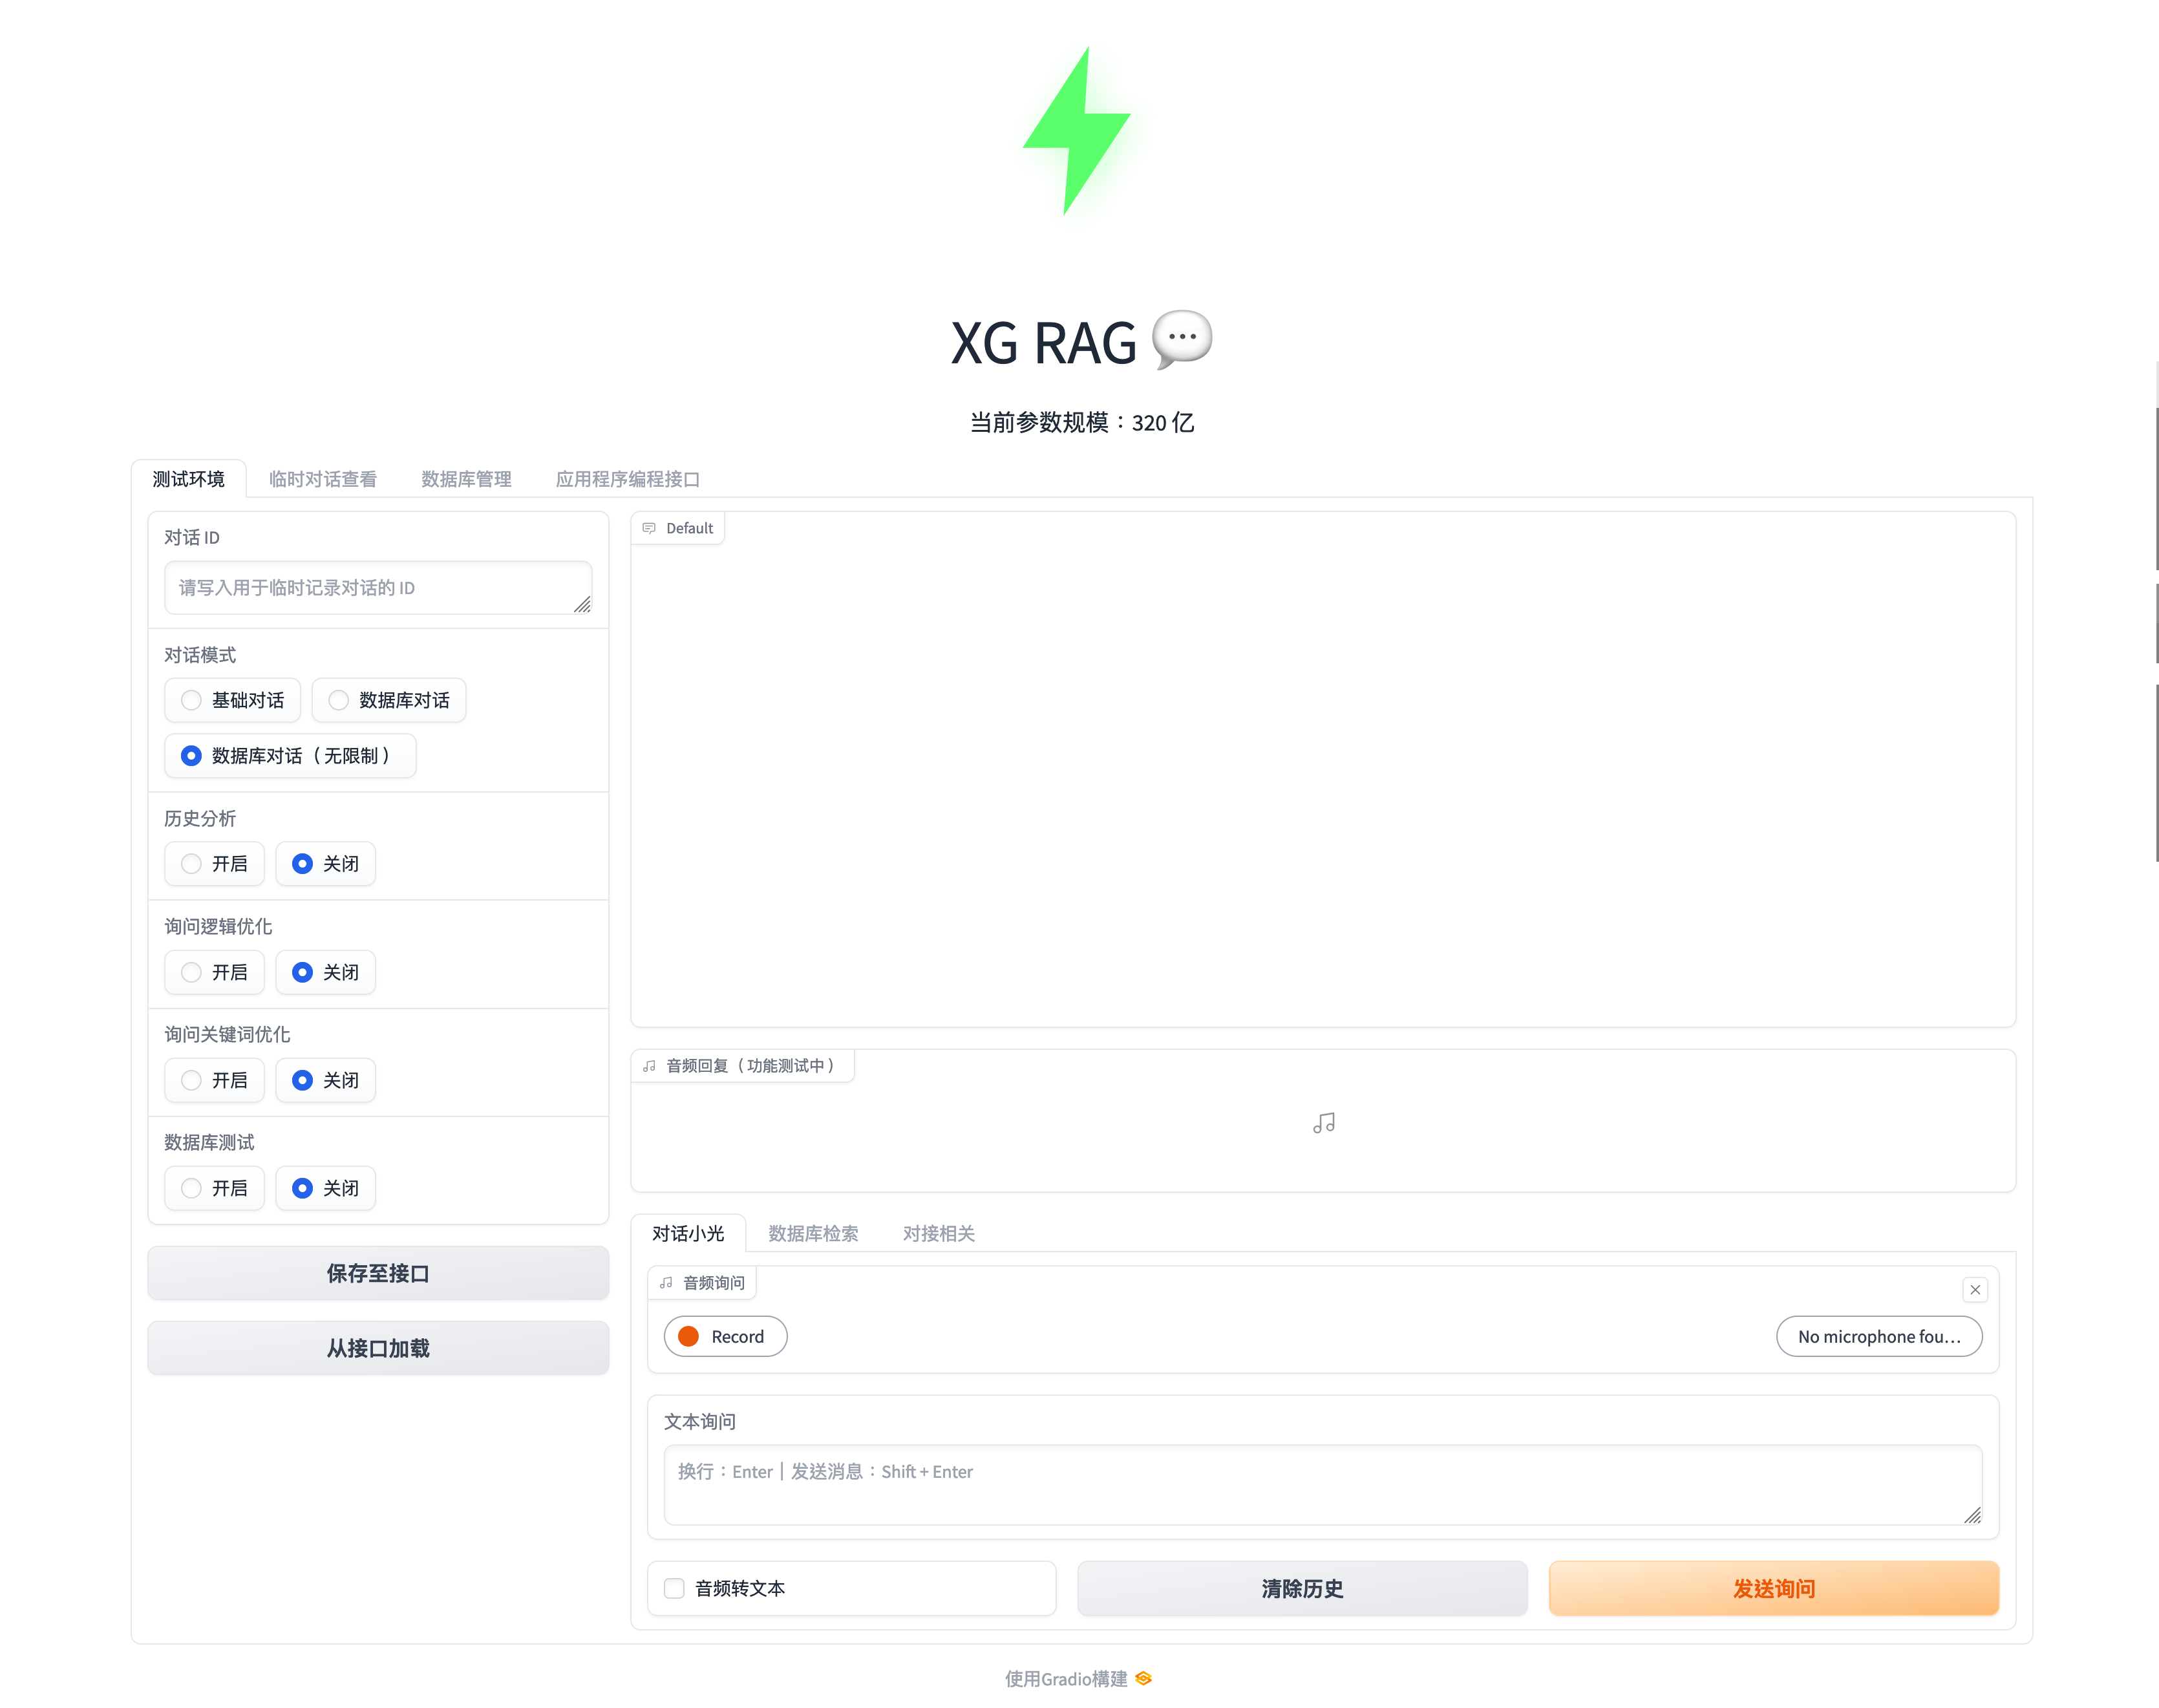 XG RAG 💬
当前参数规模：320 亿
测试环境
临时对话查看
数据库管理
应用程序编程接口
对话 ID
请写入用于临时记录对话的 ID
对话模式
基础对话
数据库对话
数据库对话（无限制）
历史分析
开启
关闭
询问逻辑优化
开启
关闭
询问关键词优化
开启
关闭
数据库测试
开启
关闭
保存至接口
从接口加载
Default
音频回复（功能测试中）
对话小光
数据库检索
对接相关
音频询问
Record
No microphone fou...
文本询问
换行：Enter | 发送消息：Shift + Enter
音频转文本
清除历史
发送询问
使用Gradio構建